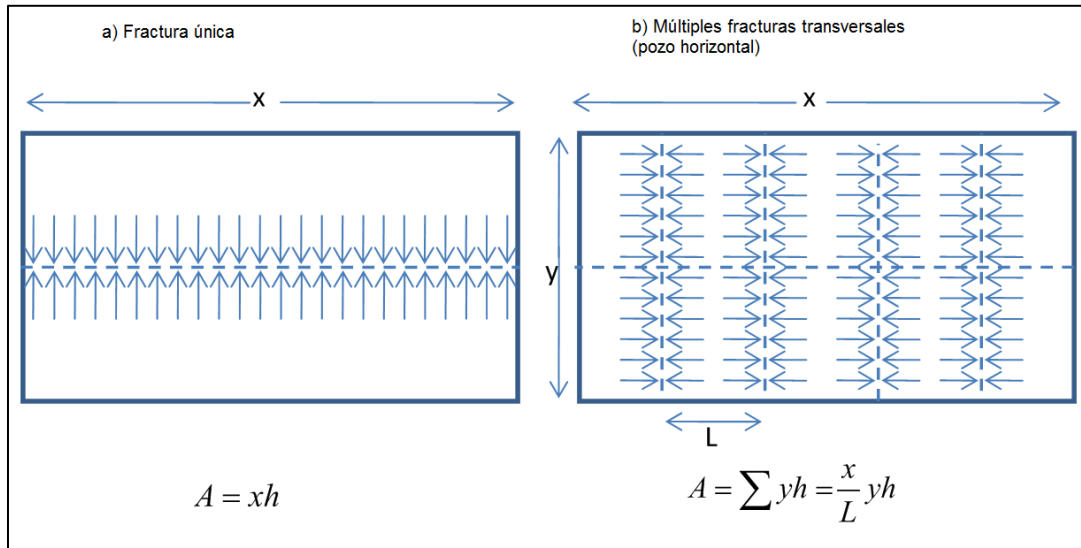 a) Fractura única
b) Múltiples fracturas transversales
(pozo horizontal)
x
x
y
L
A = xh
A = ∑ yh = x/L yh